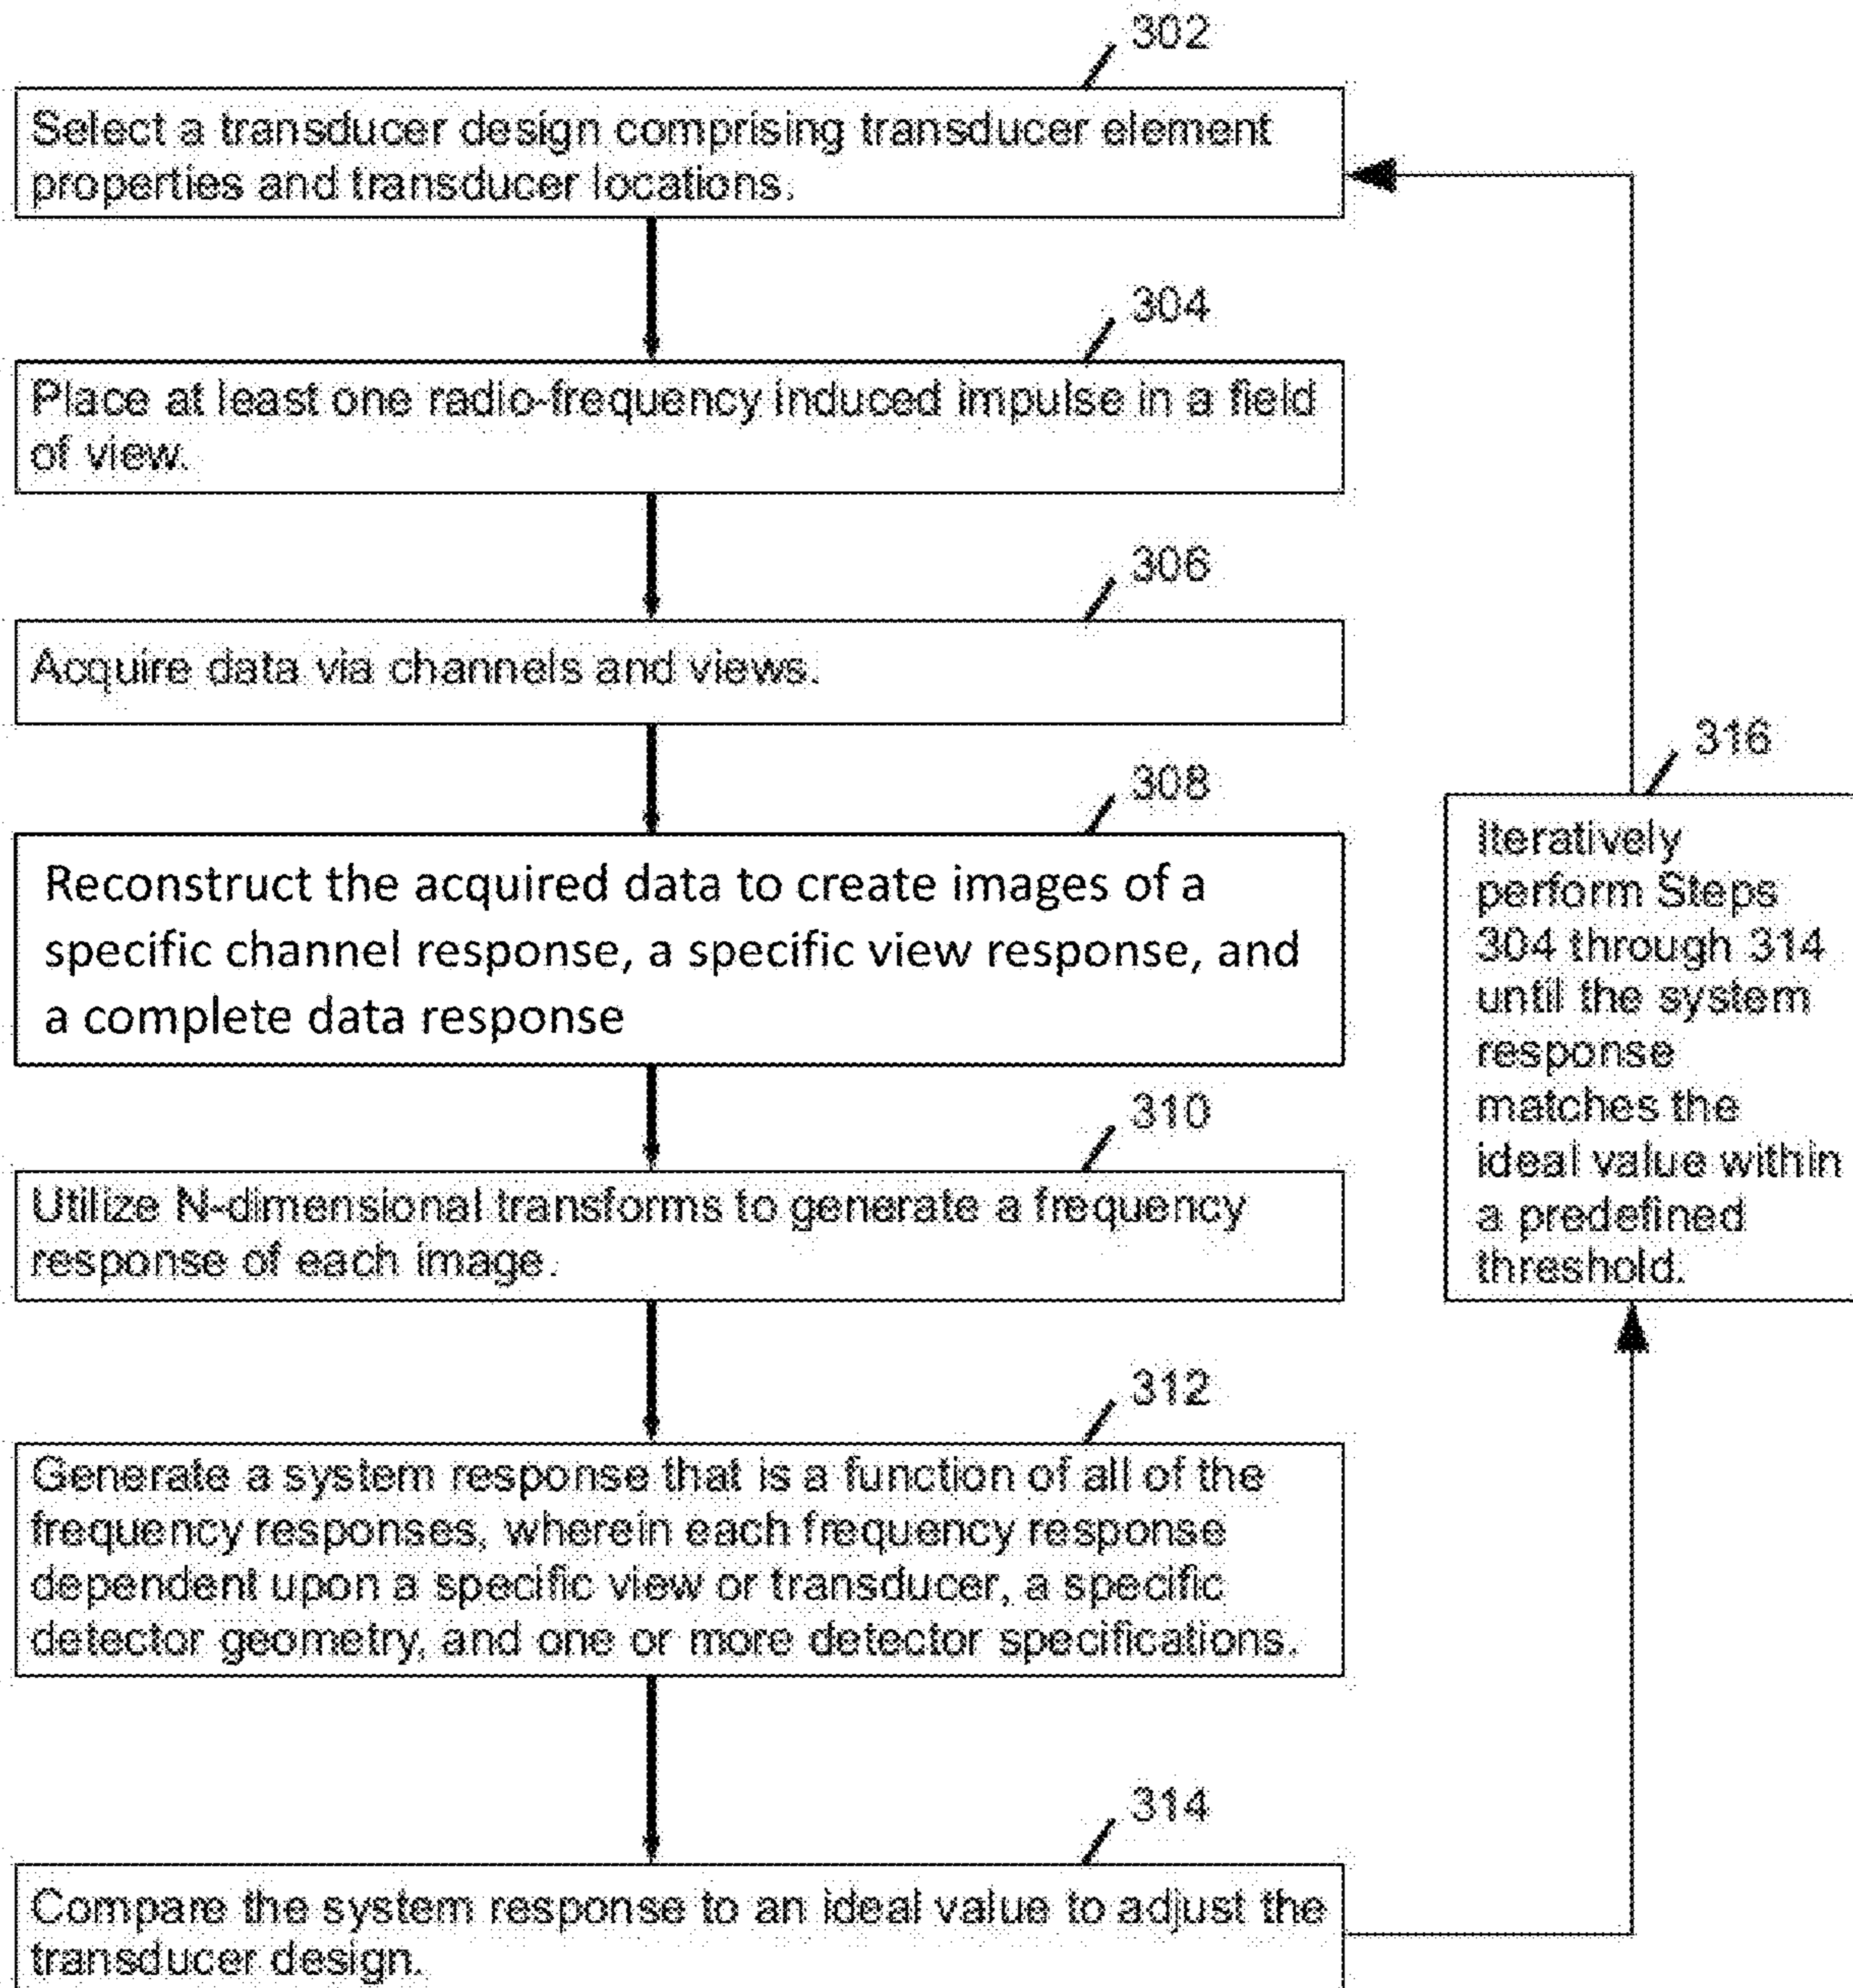 302
Select a transducer design comprising transducer element
properties and transducer locations.
304
Place at least one radio-frequency induced impulse in a field
of view.
306
Acquire data via channels and views.
308
Reconstruct the acquired data to create images of a
specific channel response, a specific view response, and
a complete data response
310
Utilize N-dimensional transforms to generate a frequency
response of each image.
312
Generate a system response that is a function of all of the
frequency responses, wherein each frequency response
dependent upon a specific view or transducer, a specific
detector geometry, and one or more detector specifications.
314
Compare the system response to an ideal value to adjust the
transducer design.
316
Iteratively
perform Steps
304 through 314
until the system
response
matches the
ideal value within
a predefined
threshold.